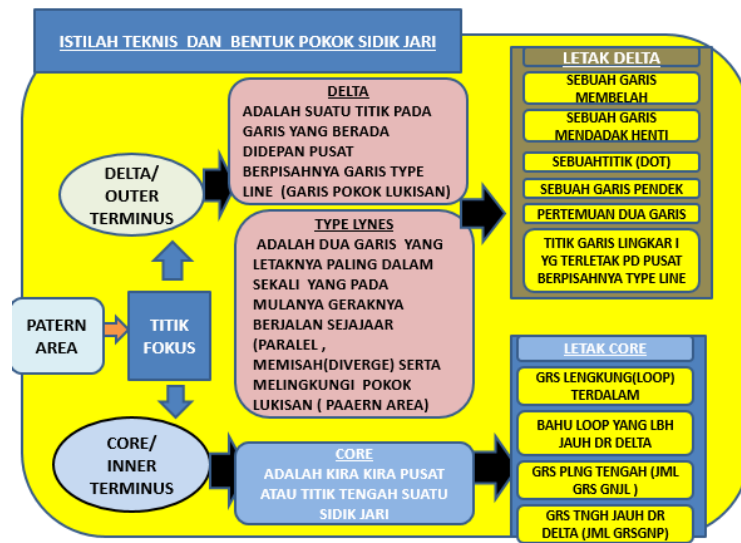 ISTILAH TEKNIS DAN BENTUK POKOK SIDIK JARI
PATERN
AREA
TITIK
FOKUS
DELTA/
OUTER
TERMINUS
DELTA
ADALAH SUATU TITIK PADA
GARIS YANG BERADA
DIDEPAN PUSAT
BERPISAHNYA GARIS TYPE
LINE (GARIS POKOK LUKISAN)
TYPE LYNES
ADALAH DUA GARIS YANG
LETAKNYA PALING DALAM
SEKALI YANG PADA
MULANYA GERAKNYA
BERJALAN SEJAJAAR
(PARALEL ,
MEMISAH(DIVERGE) SERTA
MELINGKUNGI POKOK
LUKISAN ( PAAERN AREA)
LETAK DELTA
SEBUAH GARIS
MEMBELAH
SEBUAH GARIS
MENDADAK HENTI
SEBUAHTITIK (DOT)
SEBUAH GARIS PENDEK
PERTEMUAN DUA GARIS
TITIK GARIS LINGKAR I
YG TERLETAK PD PUSAT
BERPISAHNYA TYPE LINE
CORE/
INNER
TERMINUS
CORE
ADALAH KIRA KIRA PUSAT
ATAU TITIK TENGAH SUATU
SIDIK JARI
LETAK CORE
GRS LENGKUNG(LOOP)
TERDALAM
BAHU LOOP YANG LBH
JAUH DR DELTA
GRS PLNG TENGAH (JML
GRS GNJL )
GRS TNGH JAUH DR
DELTA (JML GRSGNP)